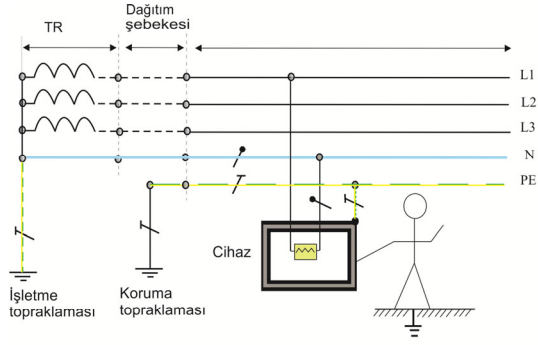 TR
Dağıtım
şebekesi
L1
L2
L3
N
PE
Cihaz
İşletme
topraklaması
Koruma
topraklaması